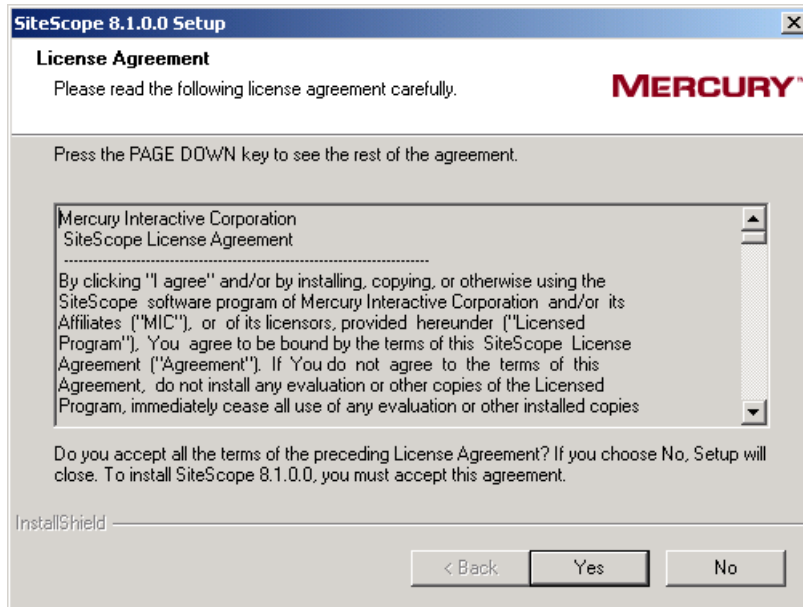 SiteScope 8.1.0.0 Setup
License Agreement
Please read the following license agreement carefully.
MERCURY™
Press the PAGE DOWN key to see the rest of the agreement.
Mercury Interactive Corporation
SiteScope License Agreement
----------------------------------------------------------------------------
By clicking "I agree" and/or by installing, copying, or otherwise using the
SiteScope software program of Mercury Interactive Corporation and/or its
Affiliates ("MIC"), or of its licensors, provided hereunder ("Licensed
Program"), You agree to be bound by the terms of this SiteScope License
Agreement ("Agreement"). If You do not agree to the terms of this
Agreement, do not install any evaluation or other copies of the Licensed
Program, immediately cease all use of any evaluation or other installed copies
Do you accept all the terms of the preceding License Agreement? If you choose No, Setup will
close. To install SiteScope 8.1.0.0, you must accept this agreement.
InstallShield
< Back
Yes
No